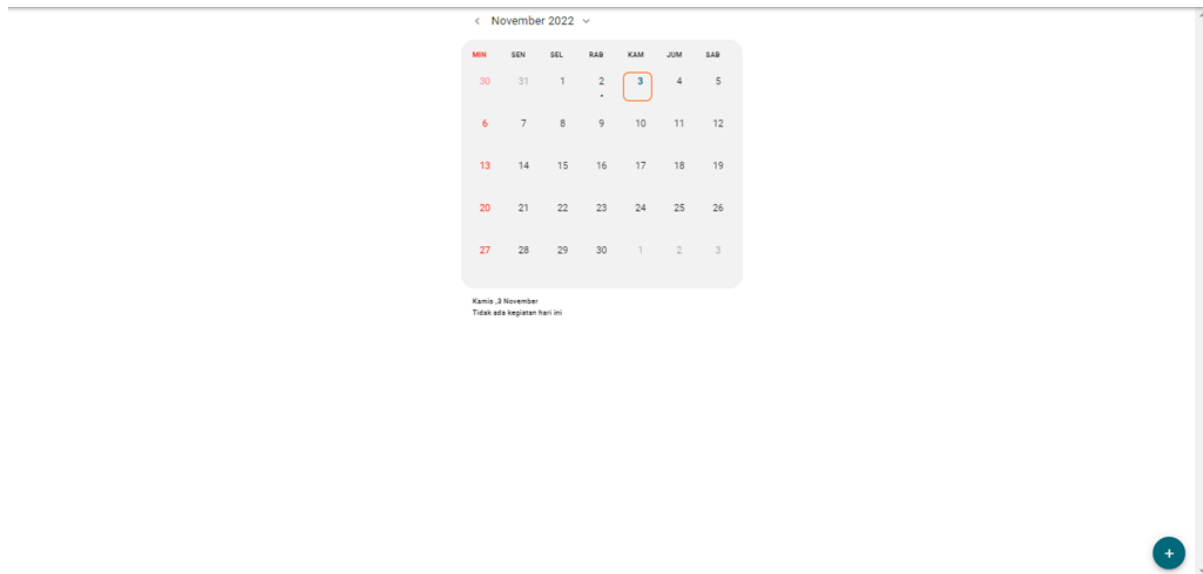 < November 2022
MIN SEN SEL RAB KAM JUM SAB
30 31 1 2 3 4 5
6 7 8 9 10 11 12
13 14 15 16 17 18 19
20 21 22 23 24 25 26
27 28 29 30 1 2 3
Kamis ,3 November
Tidak ada kegiatan hari ini
+